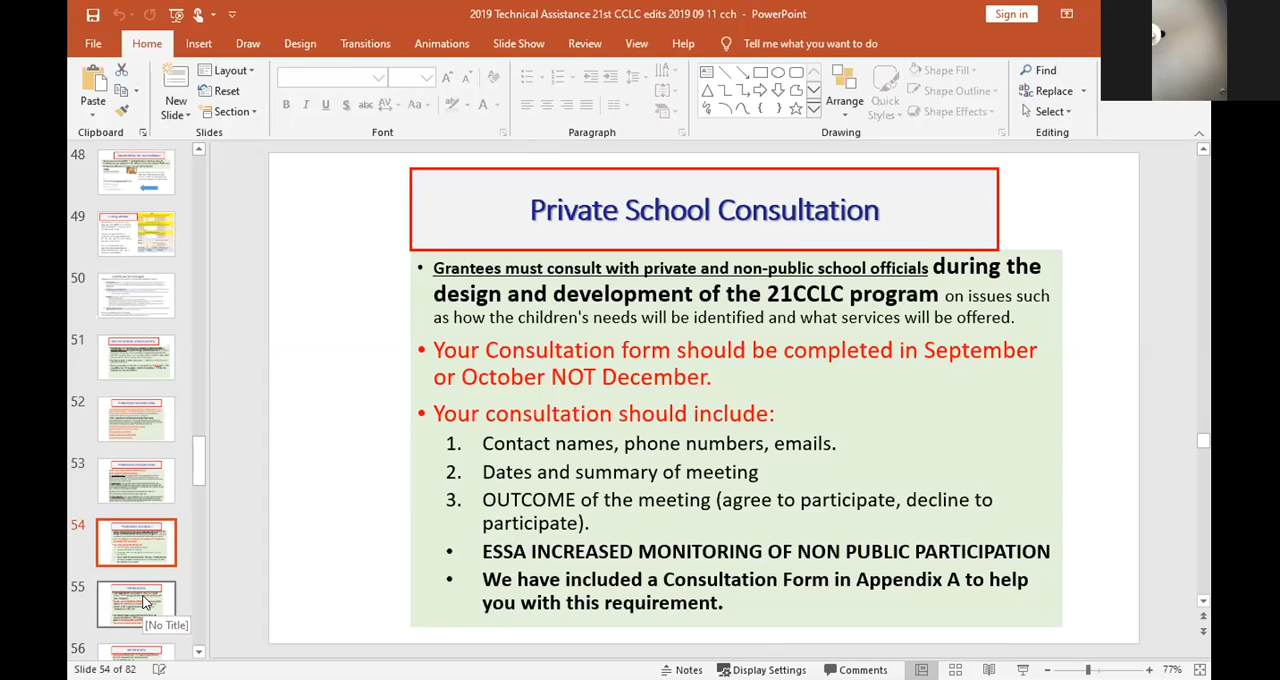 2019 Technical Assistance 21st CCLC edits 2019 09 11 cch - PowerPoint
Sign in
File Home Insert Draw Design Transitions Animations Slide Show Review View Help Tell me what you want to do
Paste
Clipboard
New
Slide
Layout
Reset
Section
Slides
B I U S abc AV Aa A
Font
Paragraph
Arrange
Quick
Styles
Shape Fill
Shape Outline
Shape Effects
Drawing
Find
Replace
Select
Editing
48
49
50
51
52
53
54
55
56
[No Title]
Private School Consultation
• Grantees must consult with private and non-public school officials during the
design and development of the 21CCLC program on issues such
as how the children's needs will be identified and what services will be offered.
• Your Consultation form should be completed in September
or October NOT December.
• Your consultation should include:
1. Contact names, phone numbers, emails.
2. Dates and summary of meeting
3. OUTCOME of the meeting (agree to participate, decline to
participate).
• ESSA INCREASED MONITORING OF NON PUBLIC PARTICIPATION
• We have included a Consultation Form in Appendix A to help
you with this requirement.
Slide 54 of 82
Notes Display Settings Comments 77%